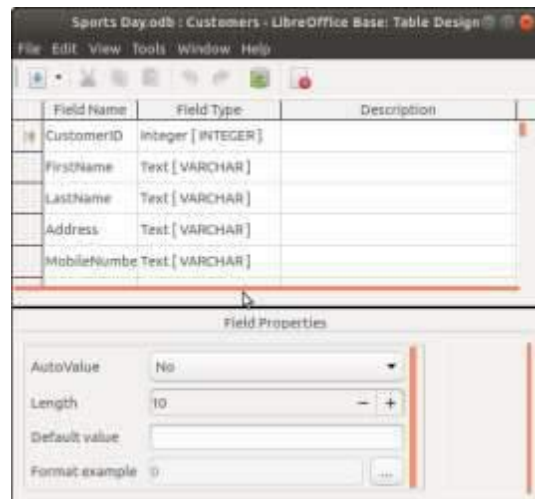 Sports Day.odb : Customers - LibreOffice Base: Table Design
File Edit View Tools Window Help
Field Name Field Type Description
CustomerID Integer [ INTEGER ]
FirstName Text [ VARCHAR ]
LastName Text [ VARCHAR ]
Address Text [ VARCHAR ]
MobileNumbe Text [ VARCHAR ]
Field Properties
AutoValue No
Length 10 − +
Default value
Format example 0 ...